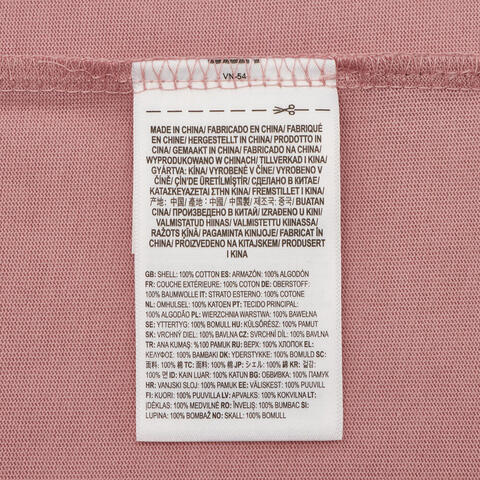 VN-54
MADE IN CHINA/ FABRICADO EN CHINA/ FABRIQUÉ
EN CHINE/ HERGESTELLT IN CHINA/ PRODOTTO IN
CINA/ GEMAAKT IN CHINA/ FABRICADO NA CHINA/
WYPRODUKOWANO W CHINACH/ TILLVERKAD I KINA/
GYÁRTVA: KÍNA/ VYROBENÉ V ČÍNE/ VYROBENO V
ČÍNĚ/ ÇİN'DE ÜRETİLMİŞTİR/ СДЕЛАНО В КИТАЕ/
ΚΑΤΑΣΚΕΥΑΖΕΤΑΙ ΣΤΗΝ ΚΙΝΑ/ FREMSTILLET I KINA/
产地: 中国/ 產地: 中國/ 中国製/ 제조국: 중국/ BUATAN
CINA/ ПРОИЗВЕДЕНО В КИТАЙ/ IZRAĐENO U KINI/
VALMISTATUD HIINAS/ VALMISTETTU KIINASSA/
RAŽOTS ĶĪNĀ/ PAGAMINTA KINIJOJE/ FABRICAT ÎN
CHINA/ PROIZVEDENO NA KITAJSKEM/ PRODUSERT
I KINA
GB: SHELL: 100% COTTON ES: ARMAZÓN: 100% ALGODÓN
FR: COUCHE EXTÉRIEURE: 100% COTON DE: OBERSTOFF:
100% BAUMWOLLE IT: STRATO ESTERNO: 100% COTONE
NL: OMHULSEL: 100% KATOEN PT: TECIDO PRINCIPAL:
100% ALGODÃO PL: WIERZCHNIA WARSTWA: 100% BAWEŁNA
SE: YTTERTYG: 100% BOMULL HU: KÜLSŐRÉSZ: 100% PAMUT
SK: VRCHNÝ DIEL: 100% BAVLNA CZ: SVRCHNÍ DÍL: 100% BAVLNA
TR: ANA KUMAŞ: %100 PAMUK RU: ВЕРХ: 100% ХЛОПОК EL:
ΚΕΛΥΦΟΣ: 100% ΒΑΜΒΑΚΙ DK: YDERSTYKKE: 100% BOMULD SC:
面料: 100% 棉 TC: 面料: 100% 棉 JP: シェル: 100% 綿 KR: 겉감:
100% 면 ID: KAIN LUAR: 100% KATUN BG: ОБВИВКА: 100% ПАМУК
HR: VANJSKI SLOJ: 100% PAMUK EE: VÄLISKEST: 100% PUUVILL
FI: KUORI: 100% PUUVILLA LV: APVALKS: 100% KOKVILNA LT:
IŠDĖKLAS: 100% MEDVILNĖ RO: ÎNVELIŞ: 100% BUMBAC SI:
LUPINA: 100% BOMBAŽ NO: SKALL: 100% BOMULL